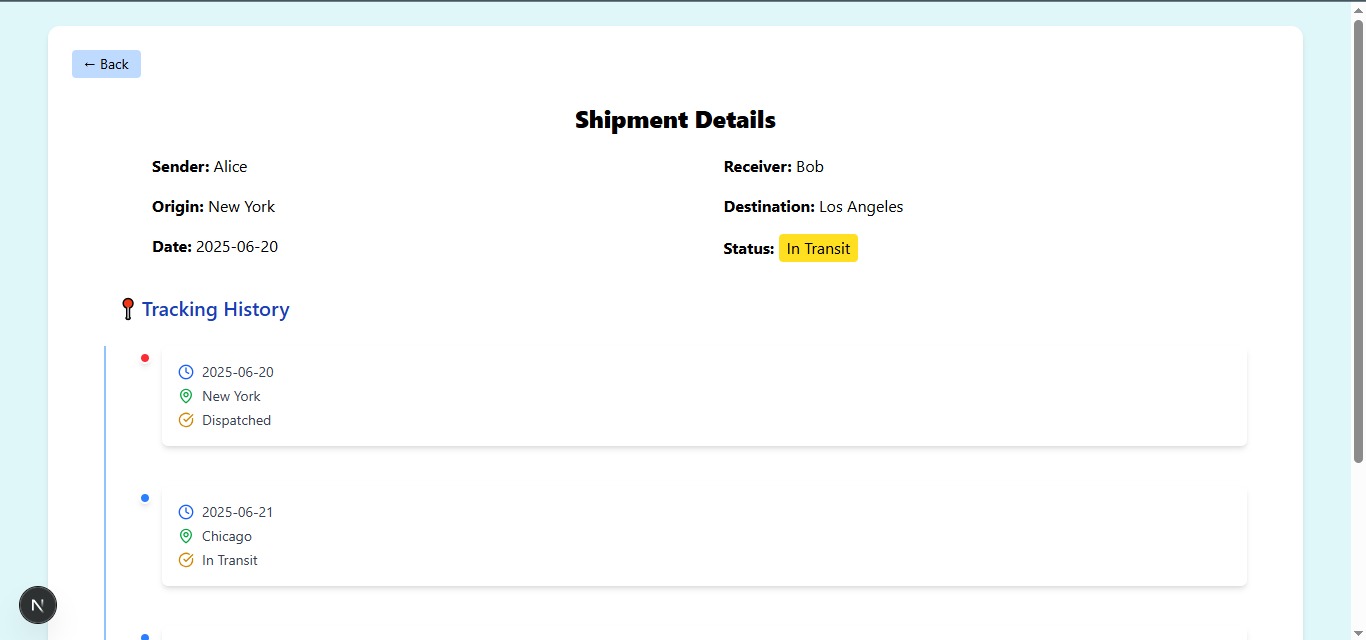 ← Back
Shipment Details
Sender: Alice
Receiver: Bob
Origin: New York
Destination: Los Angeles
Date: 2025-06-20
Status: In Transit
📍 Tracking History
2025-06-20
New York
Dispatched
2025-06-21
Chicago
In Transit
N